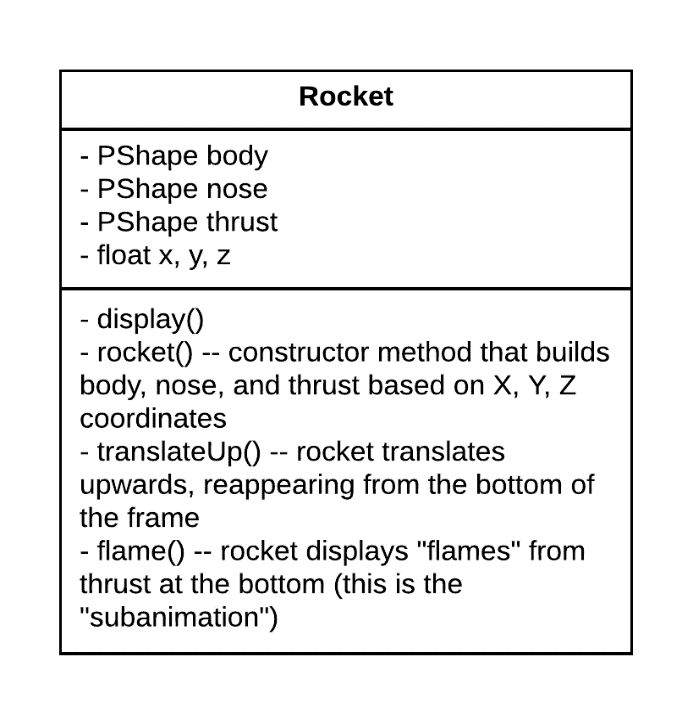 Rocket
- PShape body
- PShape nose
- PShape thrust
- float x, y, z
- display()
- rocket() -- constructor method that builds
body, nose, and thrust based on X, Y, Z
coordinates
- translateUp() -- rocket translates
upwards, reappearing from the bottom of
the frame
- flame() -- rocket displays "flames" from
thrust at the bottom (this is the
"subanimation")